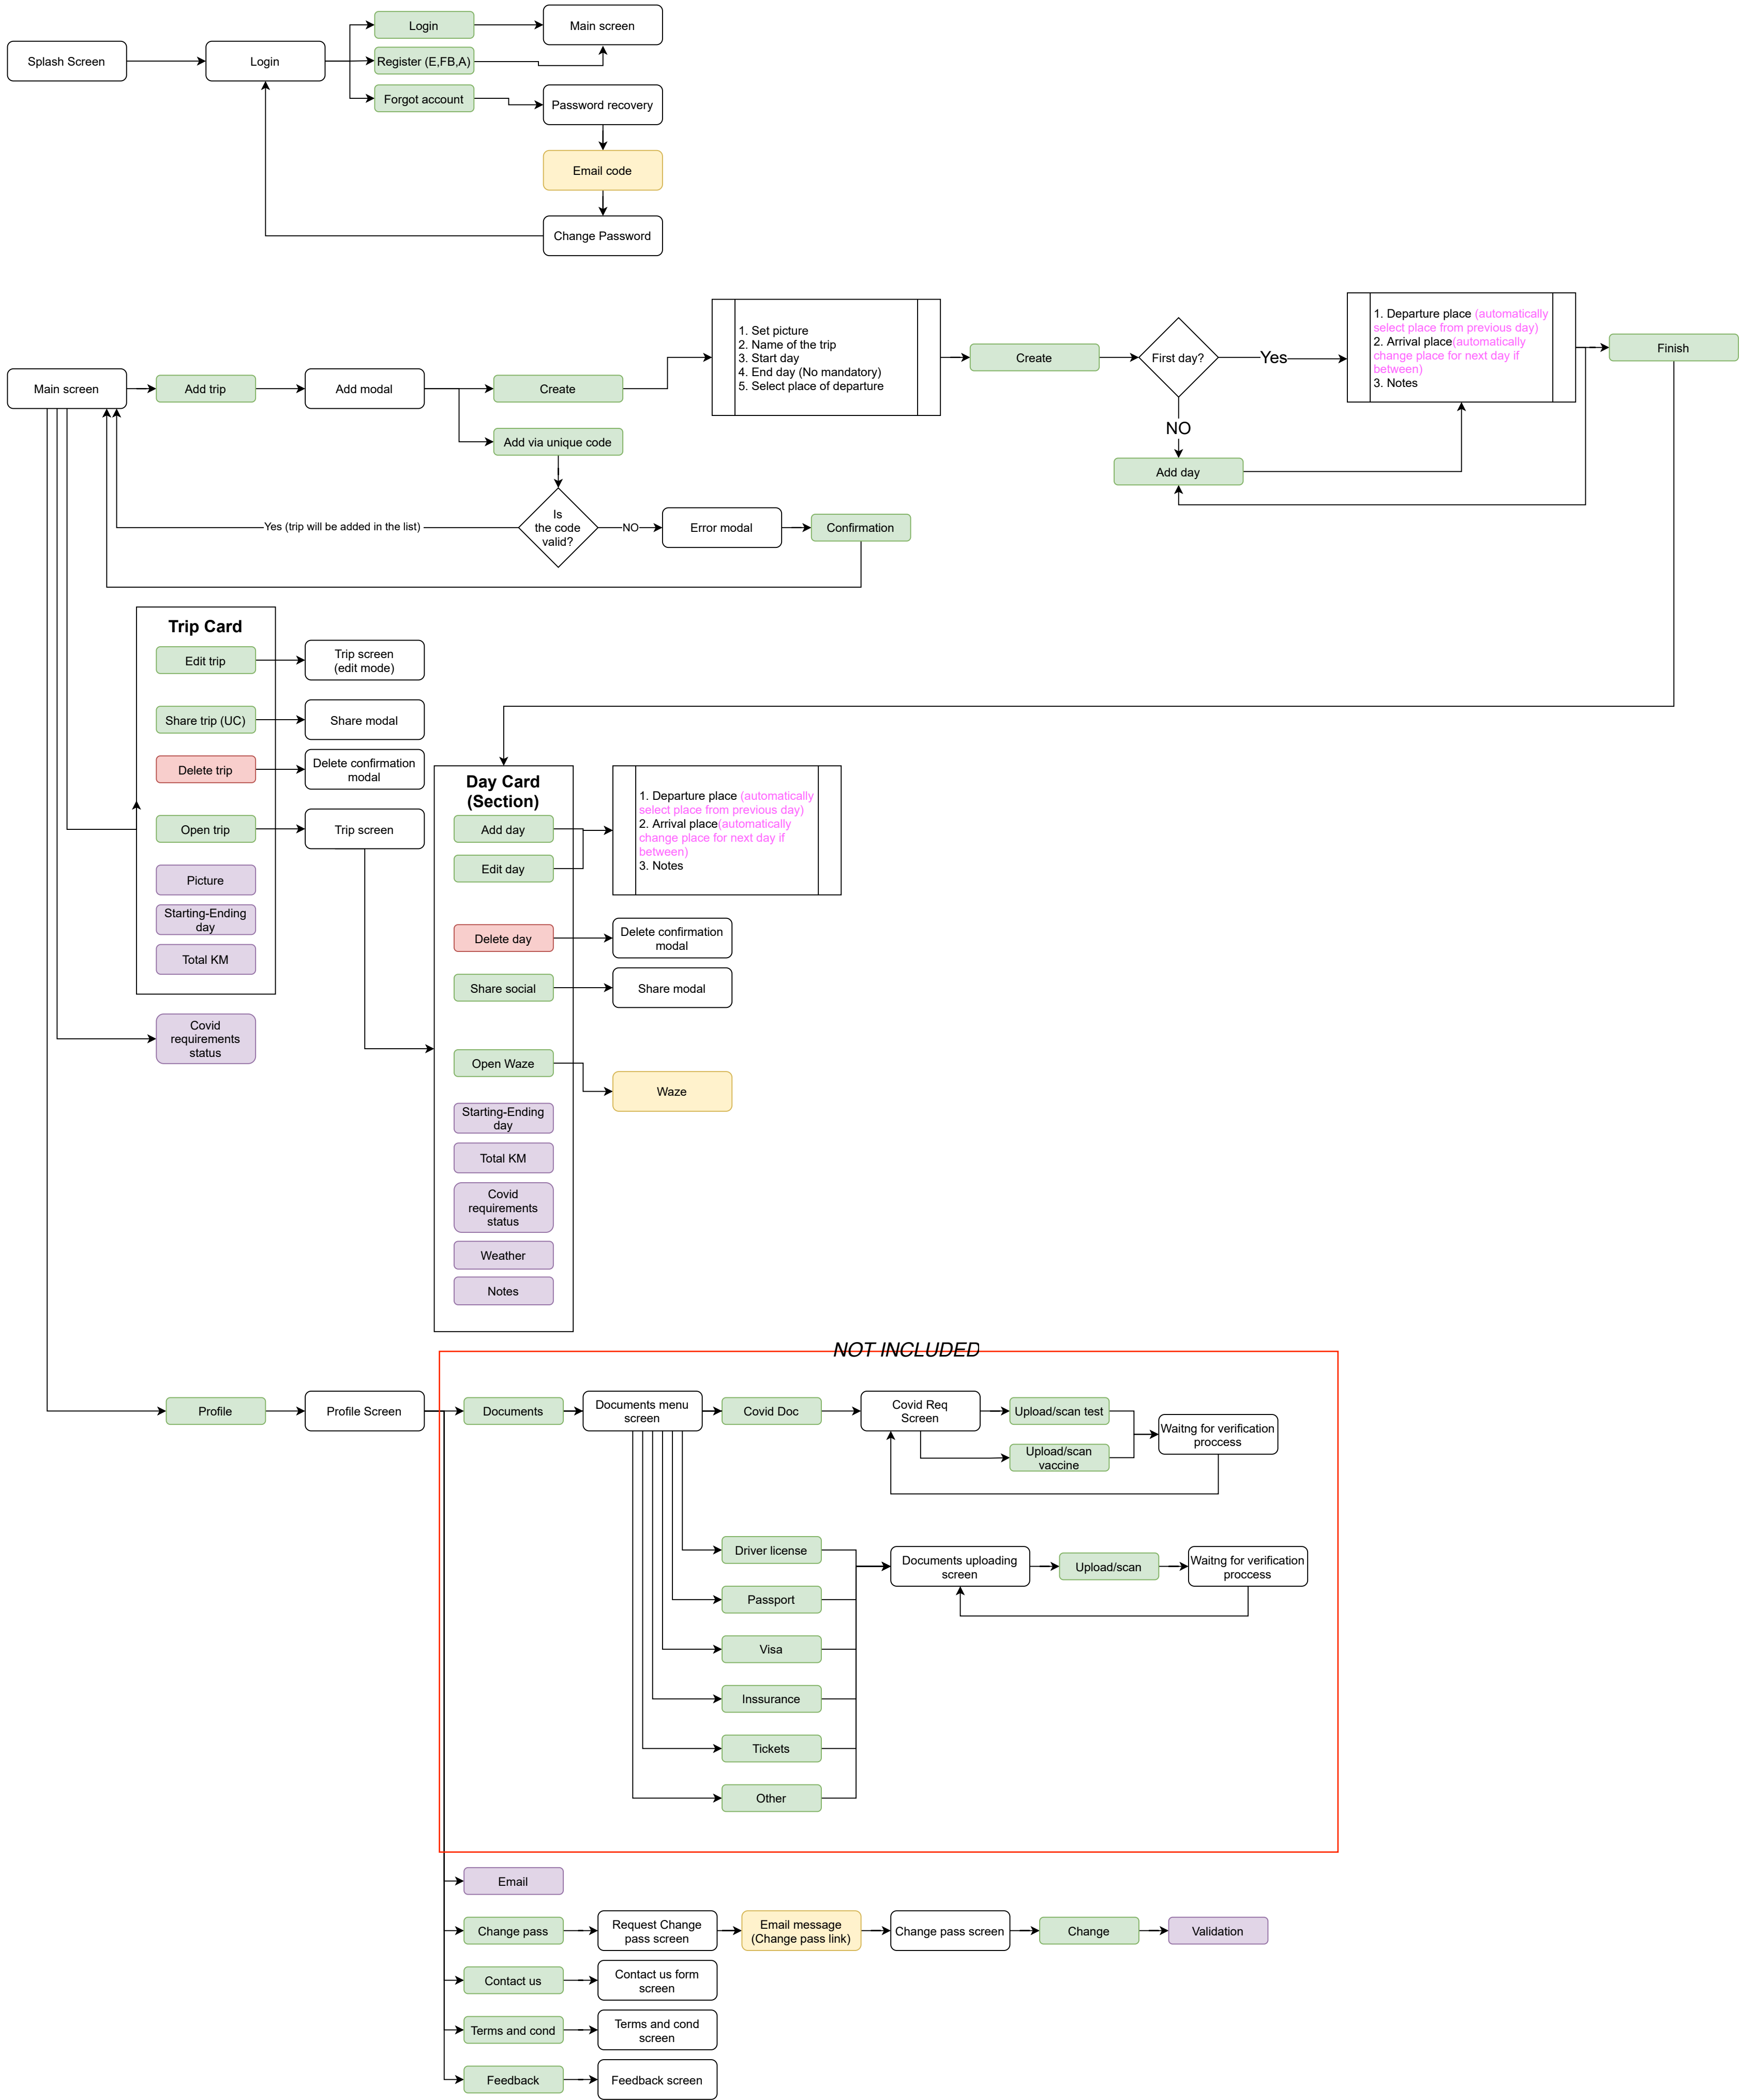 Splash Screen
Login
Login
Main screen
Register (E,FB,A)
Forgot account
Password recovery
Email code
Change Password
Main screen
Add trip
Add modal
Create
1. Set picture
2. Name of the trip
3. Start day
4. End day (No mandatory)
5. Select place of departure
Create
First day?
Yes
1. Departure place (automatically
select place from previous day)
2. Arrival place(automatically
change place for next day if
between)
3. Notes
Finish
NO
Add day
Add via unique code
Is
the code
valid?
Yes (trip will be added in the list)
NO
Error modal
Confirmation
Trip Card
Edit trip
Trip screen
(edit mode)
Share trip (UC)
Share modal
Delete trip
Delete confirmation
modal
Open trip
Trip screen
Picture
Starting-Ending
day
Total KM
Covid
requirements
status
Day Card
(Section)
Add day
Edit day
1. Departure place (automatically
select place from previous day)
2. Arrival place(automatically
change place for next day if
between)
3. Notes
Delete day
Delete confirmation
modal
Share social
Share modal
Open Waze
Waze
Starting-Ending
day
Total KM
Covid
requirements
status
Weather
Notes
NOT INCLUDED
Profile
Profile Screen
Documents
Documents menu
screen
Covid Doc
Covid Req
Screen
Upload/scan test
Upload/scan
vaccine
Waitng for verification
proccess
Driver license
Passport
Visa
Inssurance
Tickets
Other
Documents uploading
screen
Upload/scan
Waitng for verification
proccess
Email
Change pass
Request Change
pass screen
Email message
(Change pass link)
Change pass screen
Change
Validation
Contact us
Contact us form
screen
Terms and cond
Terms and cond
screen
Feedback
Feedback screen